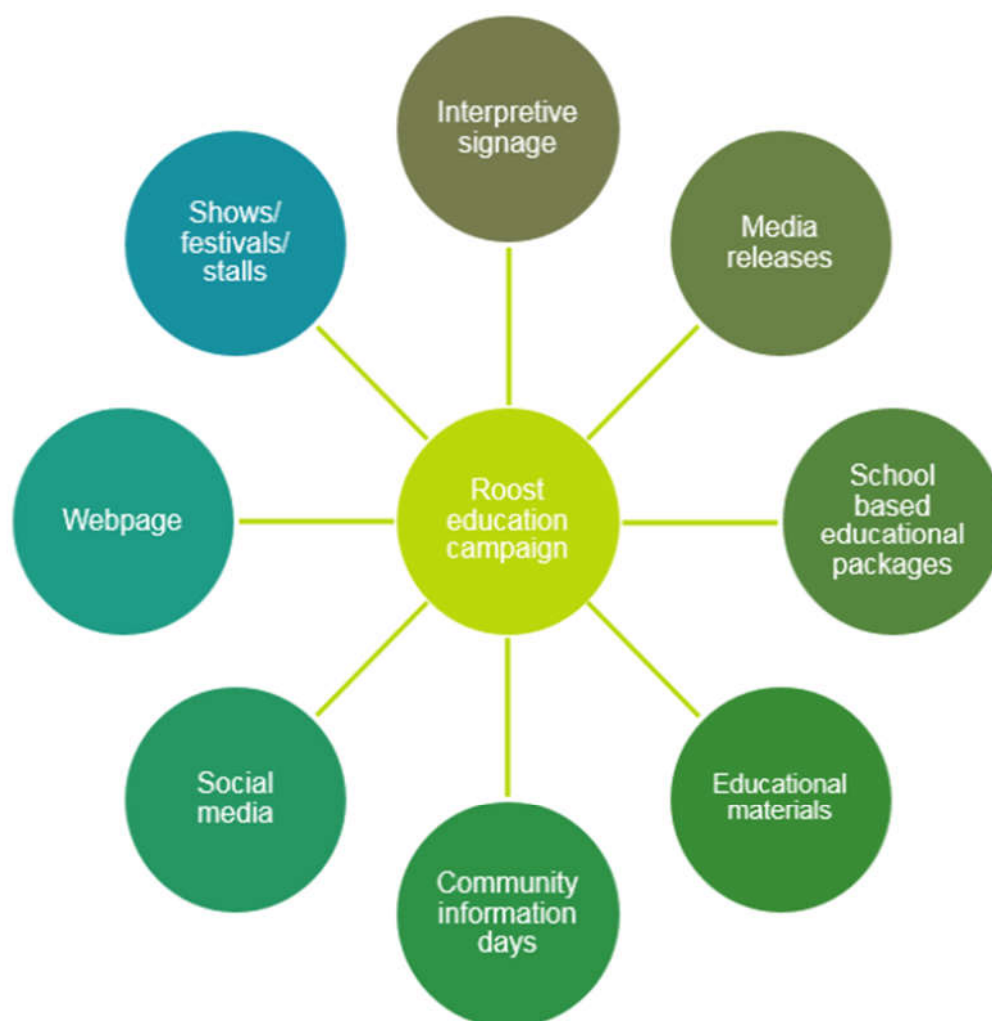 Interpretive
signage
Media
releases
School
based
educational
packages
Educational
materials
Community
information
days
Social
media
Webpage
Shows/
festivals/
stalls
Roost
education
campaign